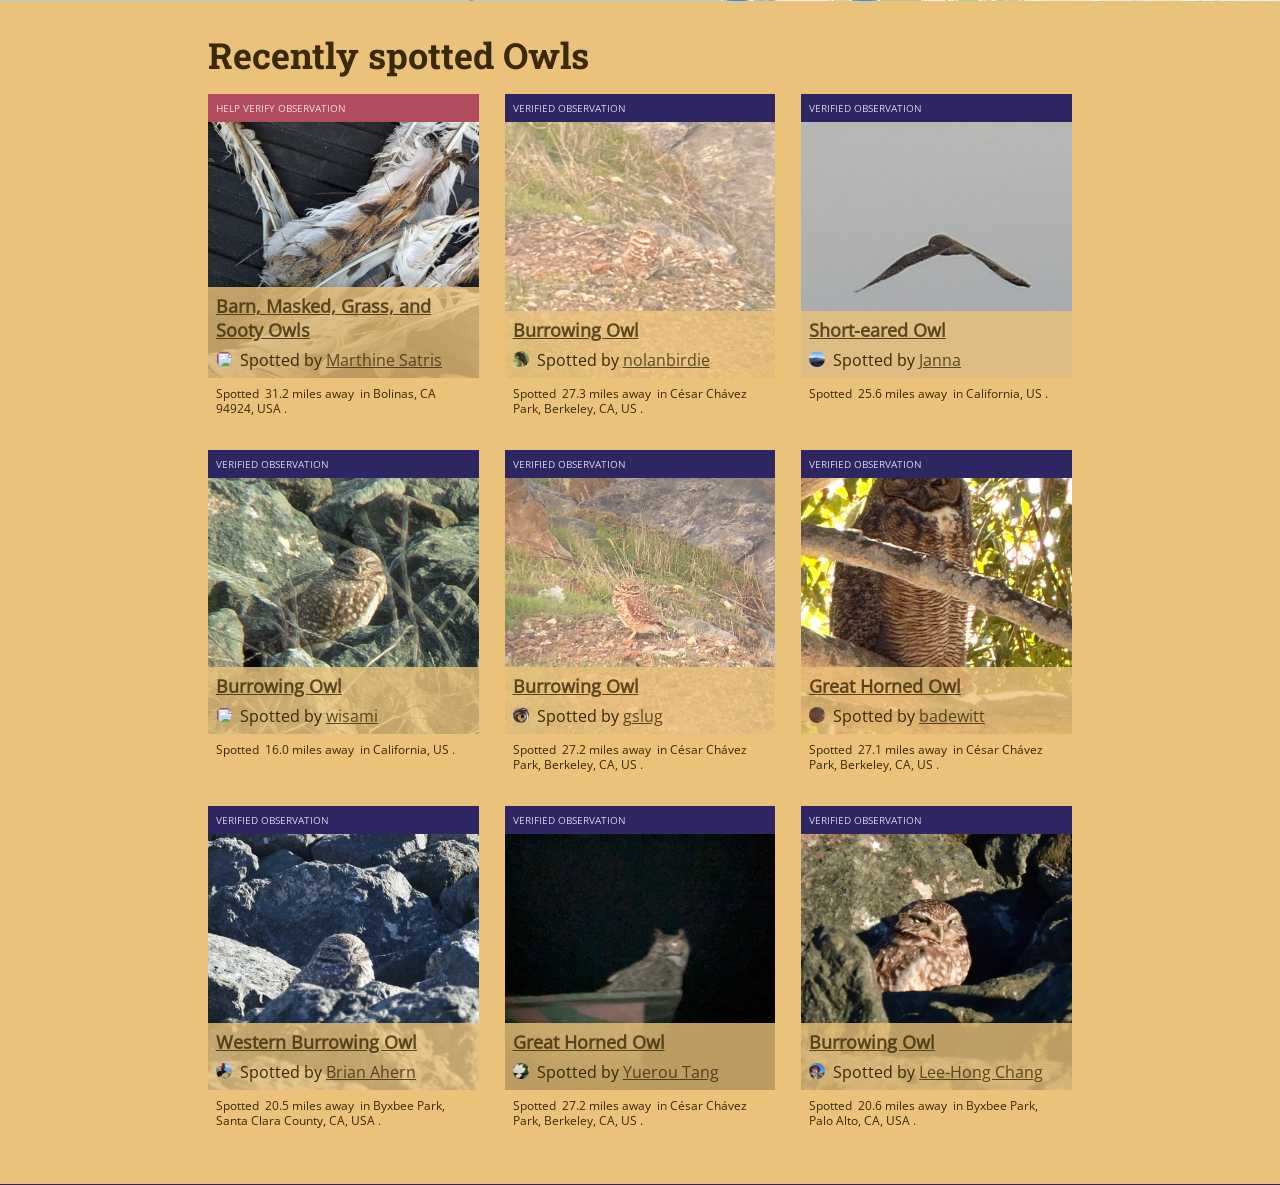 Recently spotted Owls
HELP VERIFY OBSERVATION
Barn, Masked, Grass, and
Sooty Owls
Spotted by Marthine Satris
Spotted 31.2 miles away in Bolinas, CA
94924, USA .
VERIFIED OBSERVATION
Burrowing Owl
Spotted by nolanbirdie
Spotted 27.3 miles away in César Chávez
Park, Berkeley, CA, US .
VERIFIED OBSERVATION
Short-eared Owl
Spotted by Janna
Spotted 25.6 miles away in California, US .
VERIFIED OBSERVATION
Burrowing Owl
Spotted by wisami
Spotted 16.0 miles away in California, US .
VERIFIED OBSERVATION
Burrowing Owl
Spotted by gslug
Spotted 27.2 miles away in César Chávez
Park, Berkeley, CA, US .
VERIFIED OBSERVATION
Great Horned Owl
Spotted by badewitt
Spotted 27.1 miles away in César Chávez
Park, Berkeley, CA, US .
VERIFIED OBSERVATION
Western Burrowing Owl
Spotted by Brian Ahern
Spotted 20.5 miles away in Byxbee Park,
Santa Clara County, CA, USA .
VERIFIED OBSERVATION
Great Horned Owl
Spotted by Yuerou Tang
Spotted 27.2 miles away in César Chávez
Park, Berkeley, CA, US .
VERIFIED OBSERVATION
Burrowing Owl
Spotted by Lee-Hong Chang
Spotted 20.6 miles away in Byxbee Park,
Palo Alto, CA, USA .